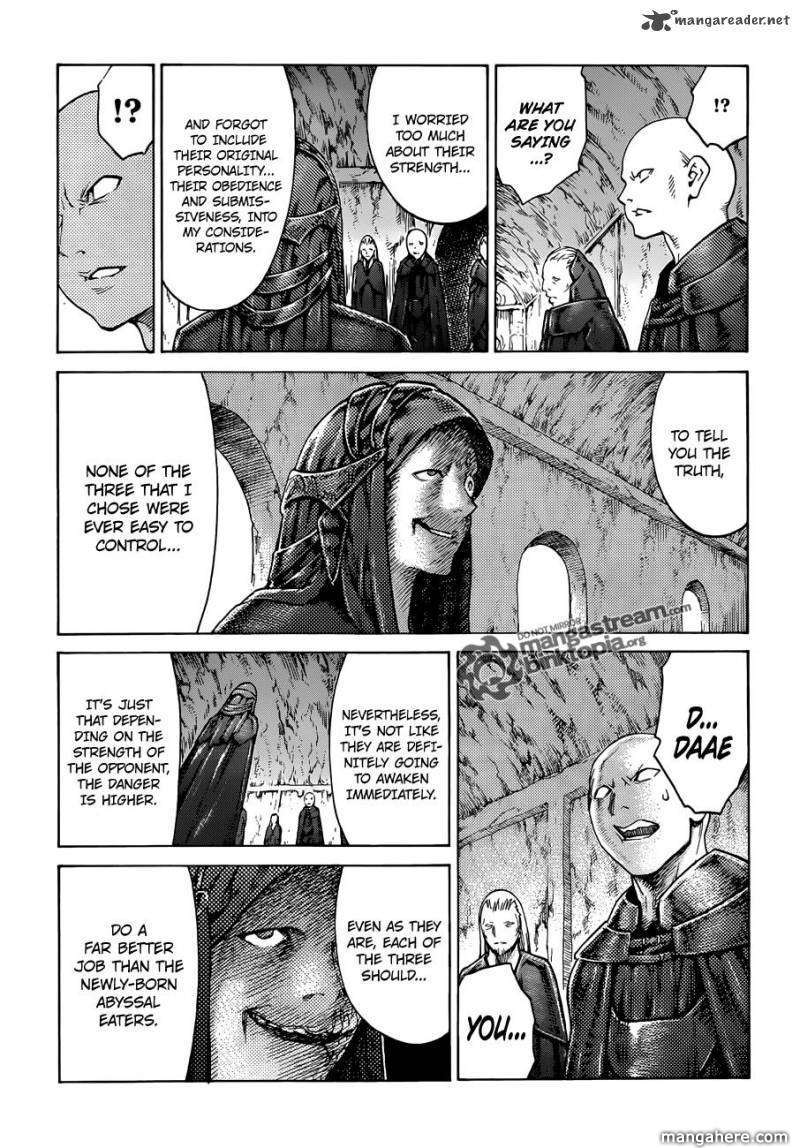 mangareader.net
!?
WHAT
ARE YOU
SAYING
...?
I WORRIED
TOO MUCH
ABOUT THEIR
STRENGTH...
AND FORGOT
TO INCLUDE
THEIR ORIGINAL
PERSONALITY...
THEIR OBEDIENCE
AND SUBMIS-
SIVENESS, INTO
MY CONSIDE-
RATIONS.
!?
TO TELL
YOU THE
TRUTH,
NONE OF THE
THREE THAT I
CHOSE WERE
EVER EASY TO
CONTROL...
DO NOT MIRROR
mangastream.com
binktopia.org
D...
DAAE
YOU...
NEVERTHELESS,
IT'S NOT LIKE
THEY ARE DEFI-
NITELY GOING
TO AWAKEN
IMMEDIATELY.
IT'S JUST
THAT DEPEN-
DING ON THE
STRENGTH OF
THE OPPONENT,
THE DANGER
IS HIGHER.
EVEN AS THEY
ARE, EACH OF
THE THREE
SHOULD...
DO A
FAR BETTER
JOB THAN THE
NEWLY-BORN
ABYSSAL
EATERS.
mangahere.com